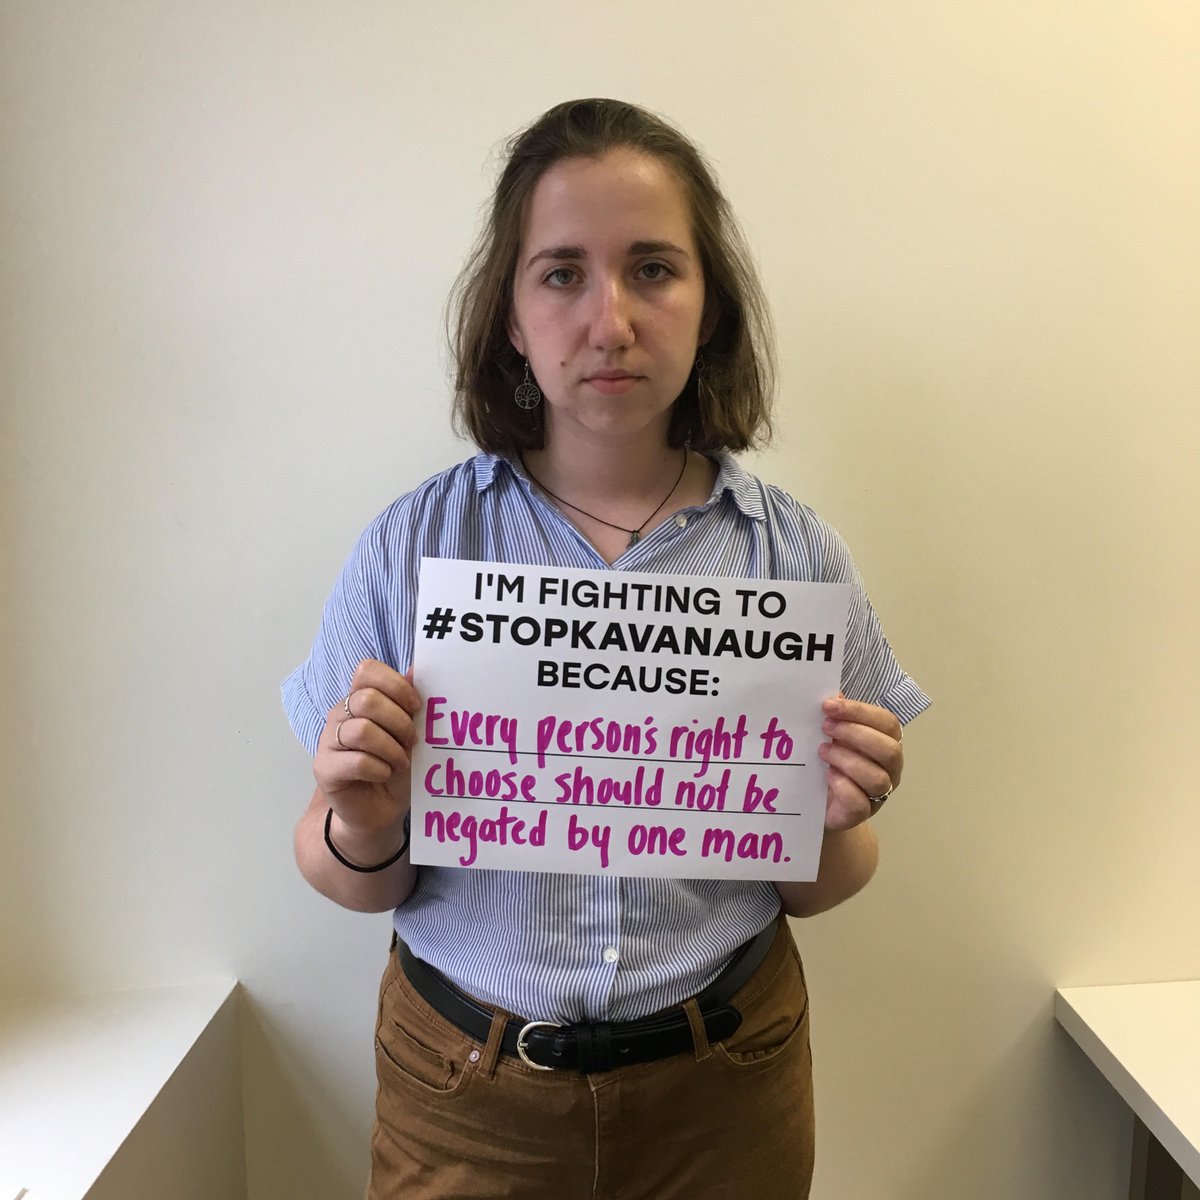 I'M FIGHTING TO
#STOPKAVANAUGH
BECAUSE:
Every person's right to
choose should not be
negated by one man.